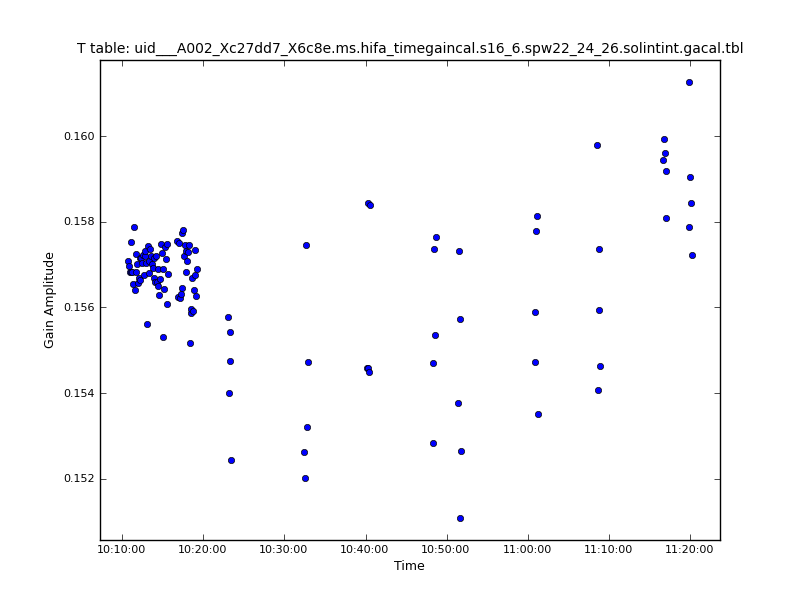 T table: uid___A002_Xc27dd7_X6c8e.ms.hifa_timegaincal.s16_6.spw22_24_26.solintint.gacal.tbl
0.160
0.158
0.156
0.154
0.152
Gain Amplitude
10:10:00 10:20:00 10:30:00 10:40:00 10:50:00 11:00:00 11:10:00 11:20:00
Time